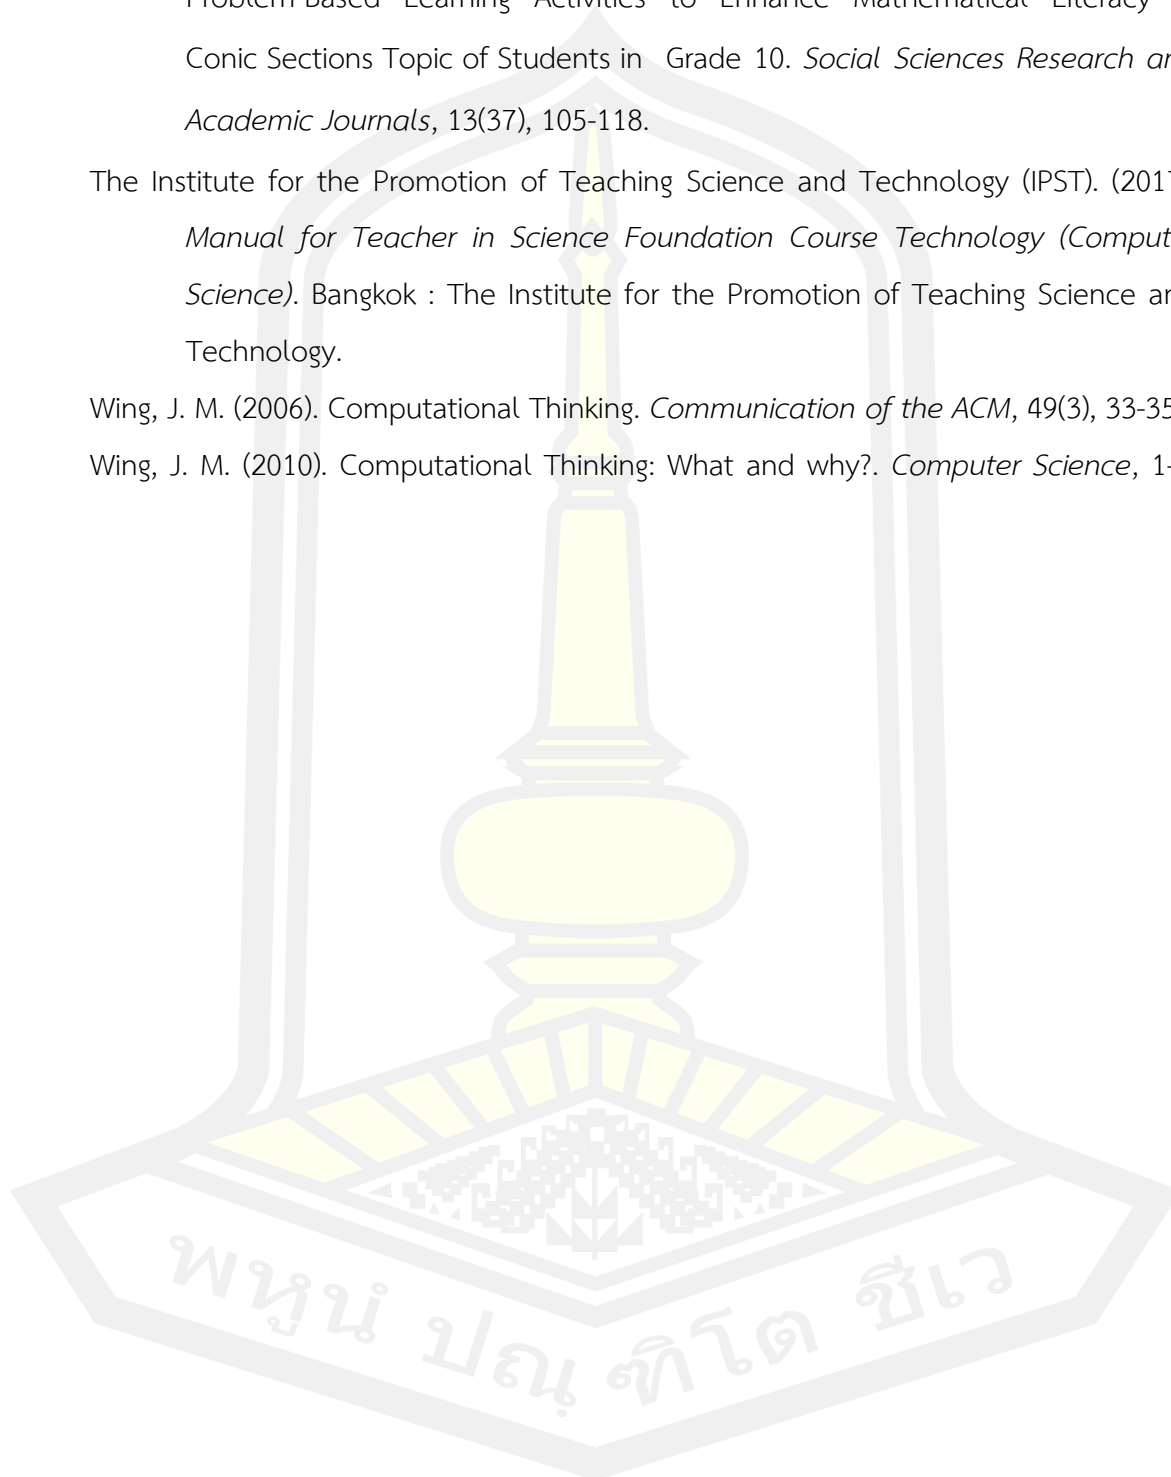 Problem Based Learning Activities to Enhance Mathematical Literacy
Conic Sections Topic of Students in Grade 10. Social Sciences Research
Academic Journals, 13(37), 105-118.
The Institute for the Promotion of Teaching Science and Technology (IPST). (2017
Manual for Teacher in Science Foundation Course Technology (Comput
Science). Bangkok : The Institute for the Promotion of Teaching Science
Technology.
Wing, J. M. (2006). Computational Thinking. Communication of the ACM, 49(3), 33-35
Wing, J. M. (2010). Computational Thinking: What and why?. Computer Science, 1-
พหูนํ ปณฺฑิโต ชีเว